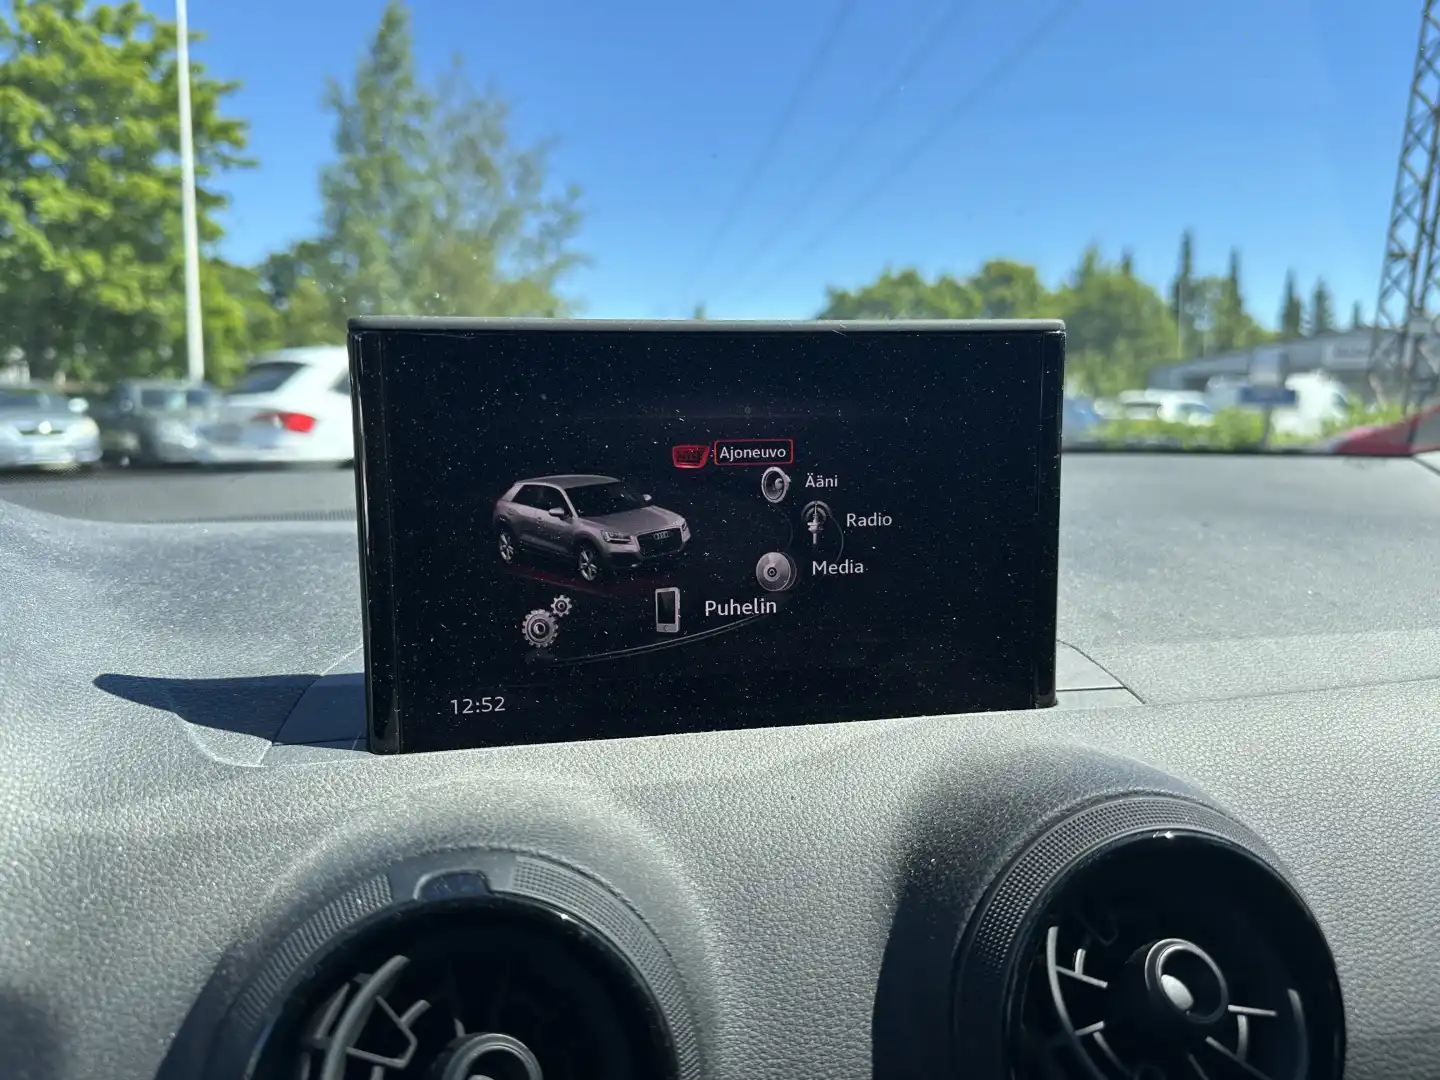 Ajoneuvo
Ääni
Radio
Media
Puhelin
12:52